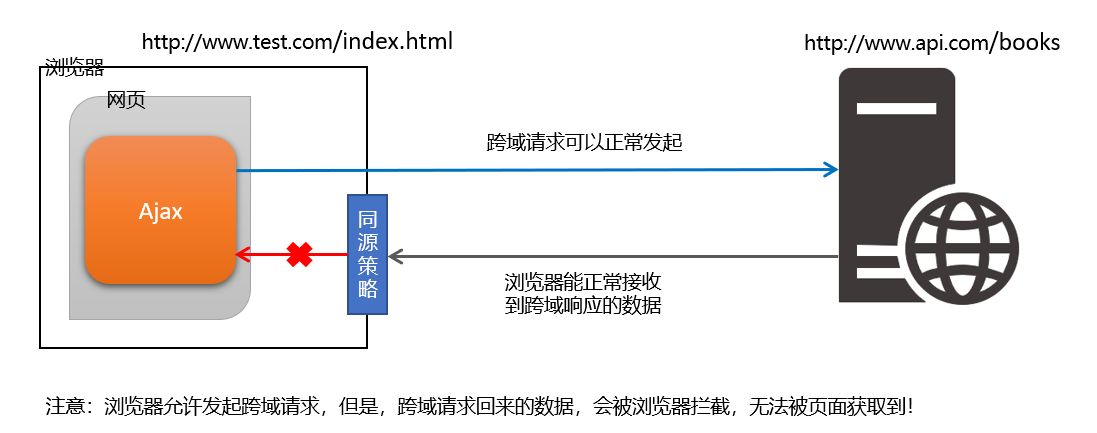 http://www.test.com/index.html
http://www.api.com/books
浏览器
网页
跨域请求可以正常发起
Ajax
同
源
策
略
浏览器能正常接收
到跨域响应的数据
注意：浏览器允许发起跨域请求，但是，跨域请求回来的数据，会被浏览器拦截，无法被页面获取到！